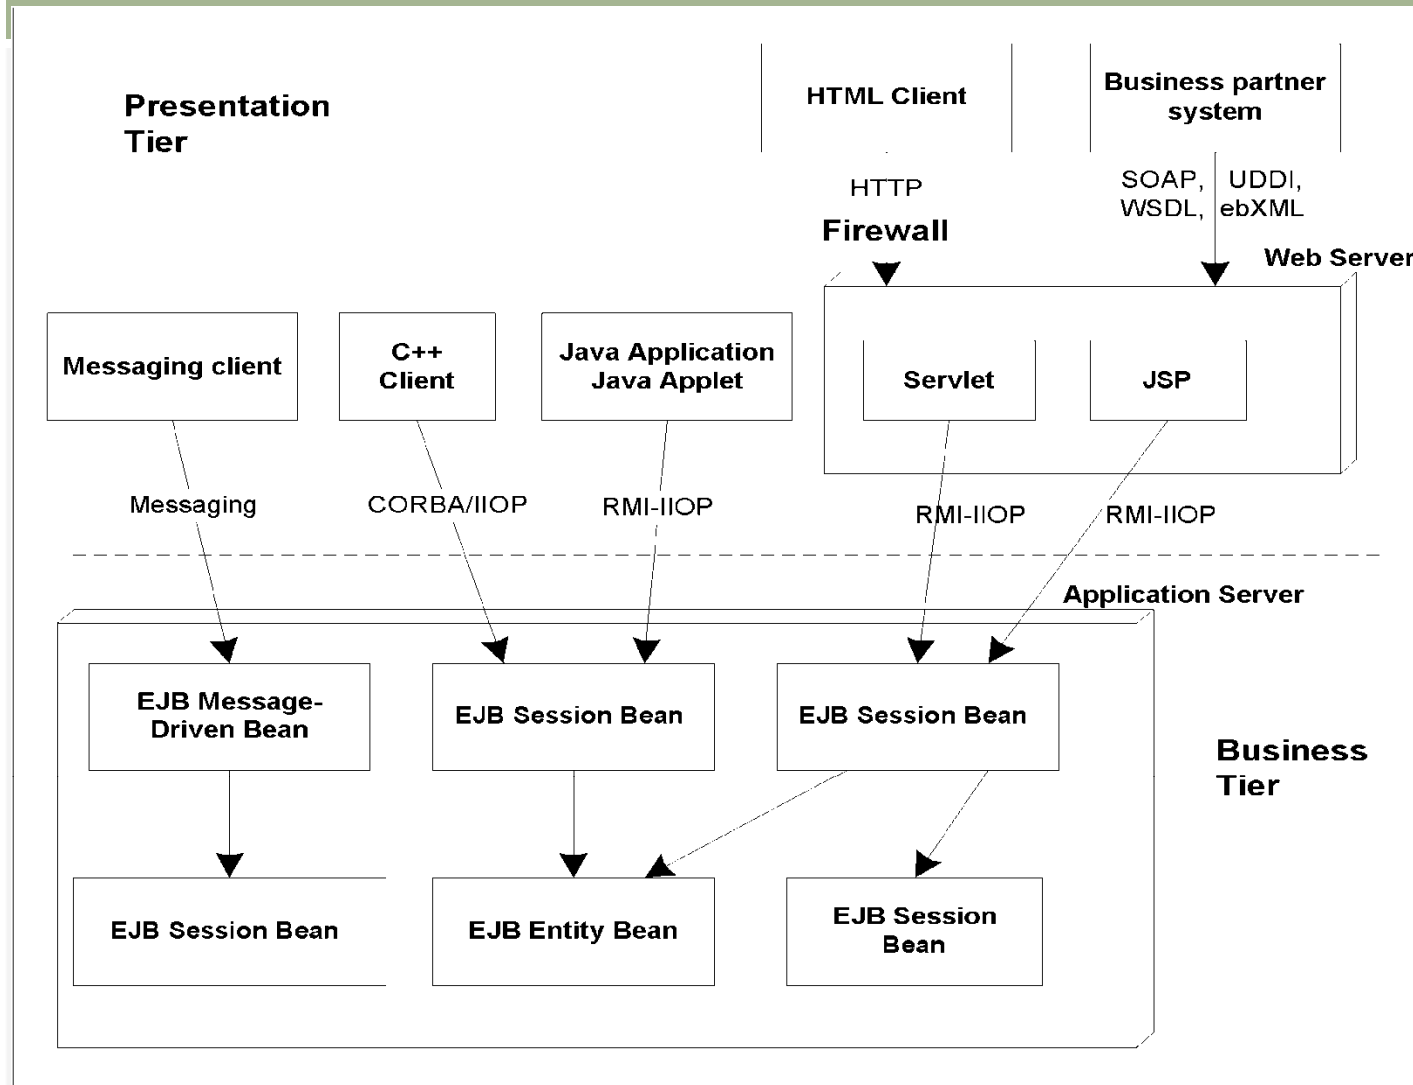 Presentation
Tier
HTML Client
Business partner
system
HTTP
SOAP, UDDI,
WSDL, ebXML
Firewall
Web Server
Messaging client
C++
Client
Java Application
Java Applet
Servlet
JSP
Messaging
CORBA/IIOP
RMI-IIOP
RMI-IIOP
RMI-IIOP
Application Server
EJB Message-
Driven Bean
EJB Session Bean
EJB Session Bean
Business
Tier
EJB Session Bean
EJB Entity Bean
EJB Session
Bean